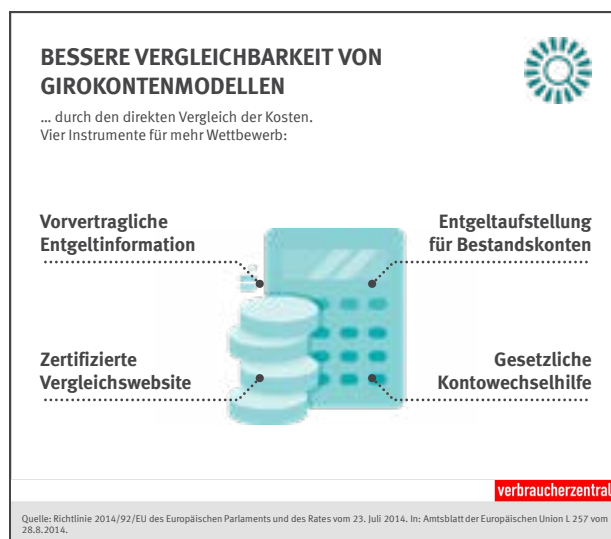 BESSERE VERGLEICHBARKEIT VON
GIROKONTENMODELLEN
... durch den direkten Vergleich der Kosten.
Vier Instrumente für mehr Wettbewerb:
Vorvertragliche
Entgeltinformation
Entgeltaufstellung
für Bestandskonten
Zertifizierte
Vergleichswebsite
Gesetzliche
Kontowechselhilfe
verbraucherzentral
Quelle: Richtlinie 2014/92/EU des Europäischen Parlaments und des Rates vom 23. Juli 2014. In: Amtsblatt der Europäischen Union L 257 vom
28.8.2014.